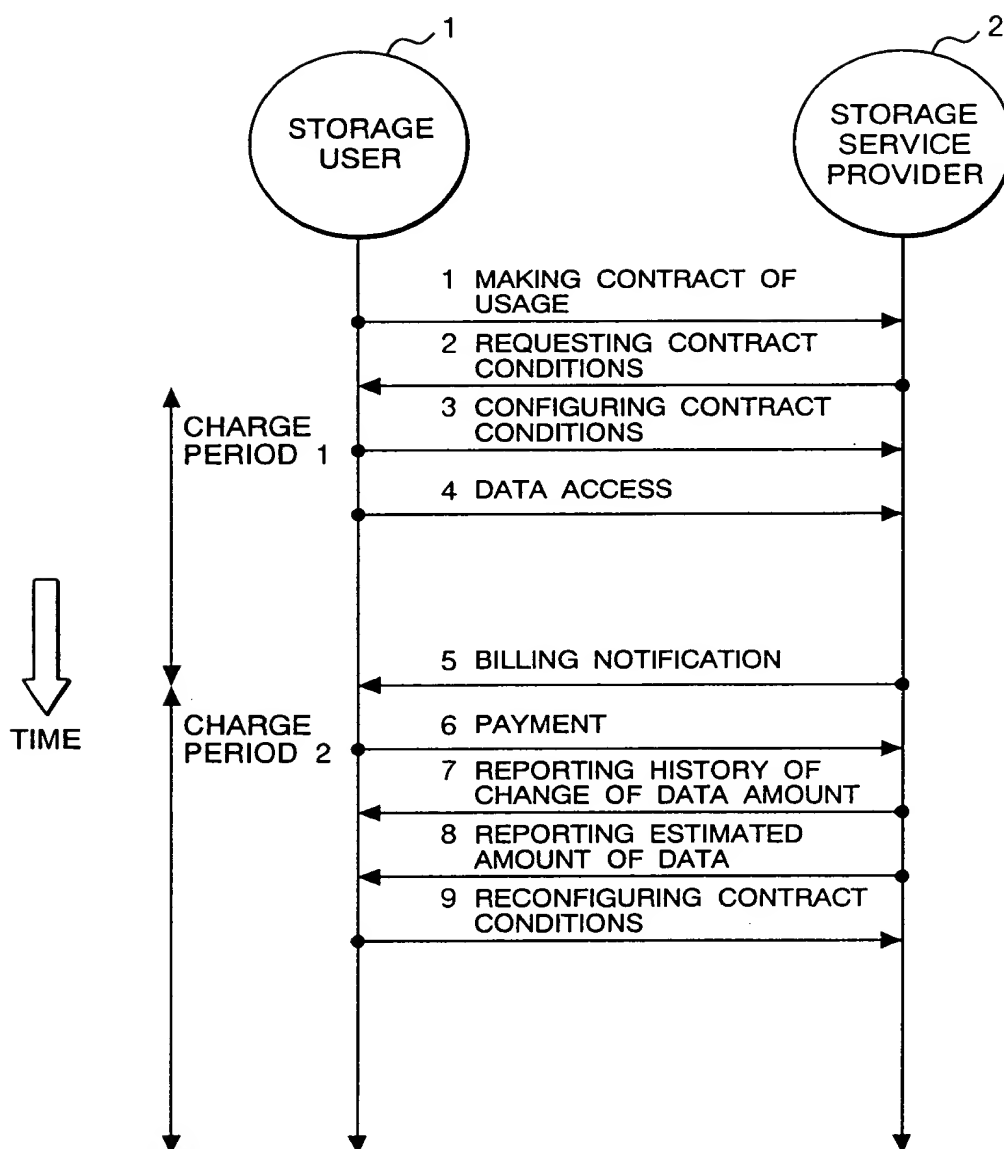 1
2
STORAGE
USER
STORAGE
SERVICE
PROVIDER
1 MAKING CONTRACT OF
USAGE
2 REQUESTING CONTRACT
CONDITIONS
3 CONFIGURING CONTRACT
CONDITIONS
CHARGE
PERIOD 1
4 DATA ACCESS
5 BILLING NOTIFICATION
TIME
CHARGE
PERIOD 2
6 PAYMENT
7 REPORTING HISTORY OF
CHANGE OF DATA AMOUNT
8 REPORTING ESTIMATED
AMOUNT OF DATA
9 RECONFIGURING CONTRACT
CONDITIONS